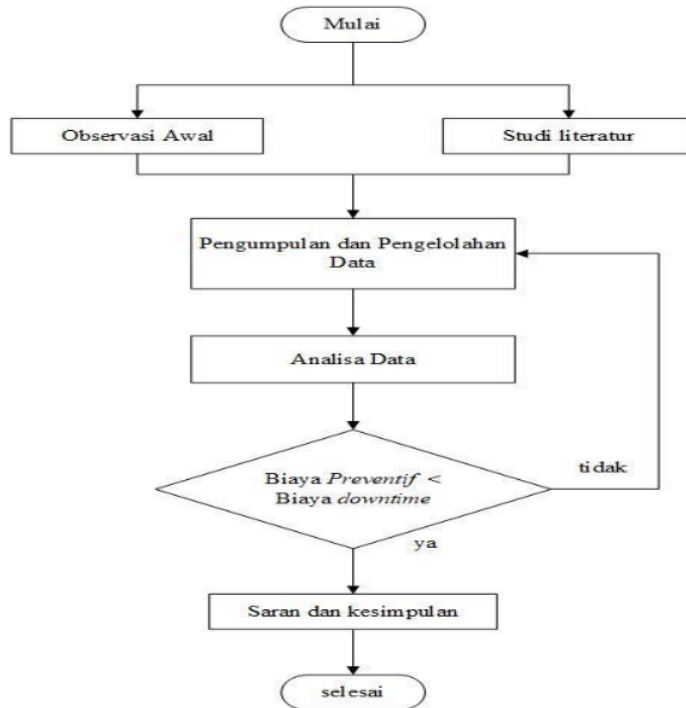 Mulai
Observasi Awal
Studi literatur
Pengumpulan dan Pengelolahan
Data
Analisa Data
Biaya Preventif <
Biaya downtime
tidak
ya
Saran dan kesimpulan
selesai